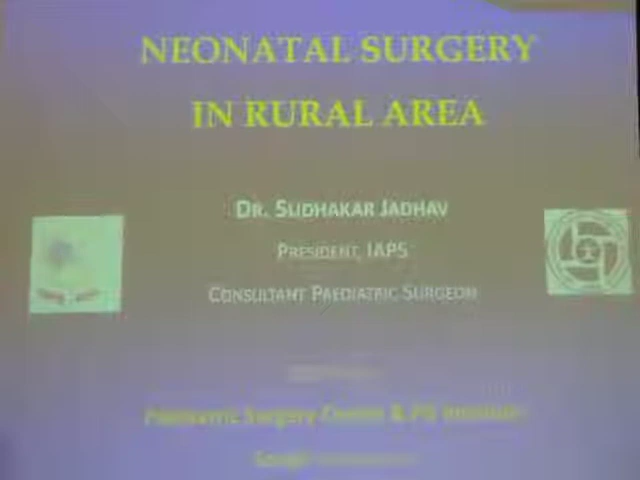 NEONATAL SURGERY
IN RURAL AREA
DR. SUDHAKAR JADHAV
PRESIDENT, IAPS
CONSULTANT PAEDIATRIC SURGEON
Paediatric Surgery Centre & PG Institute